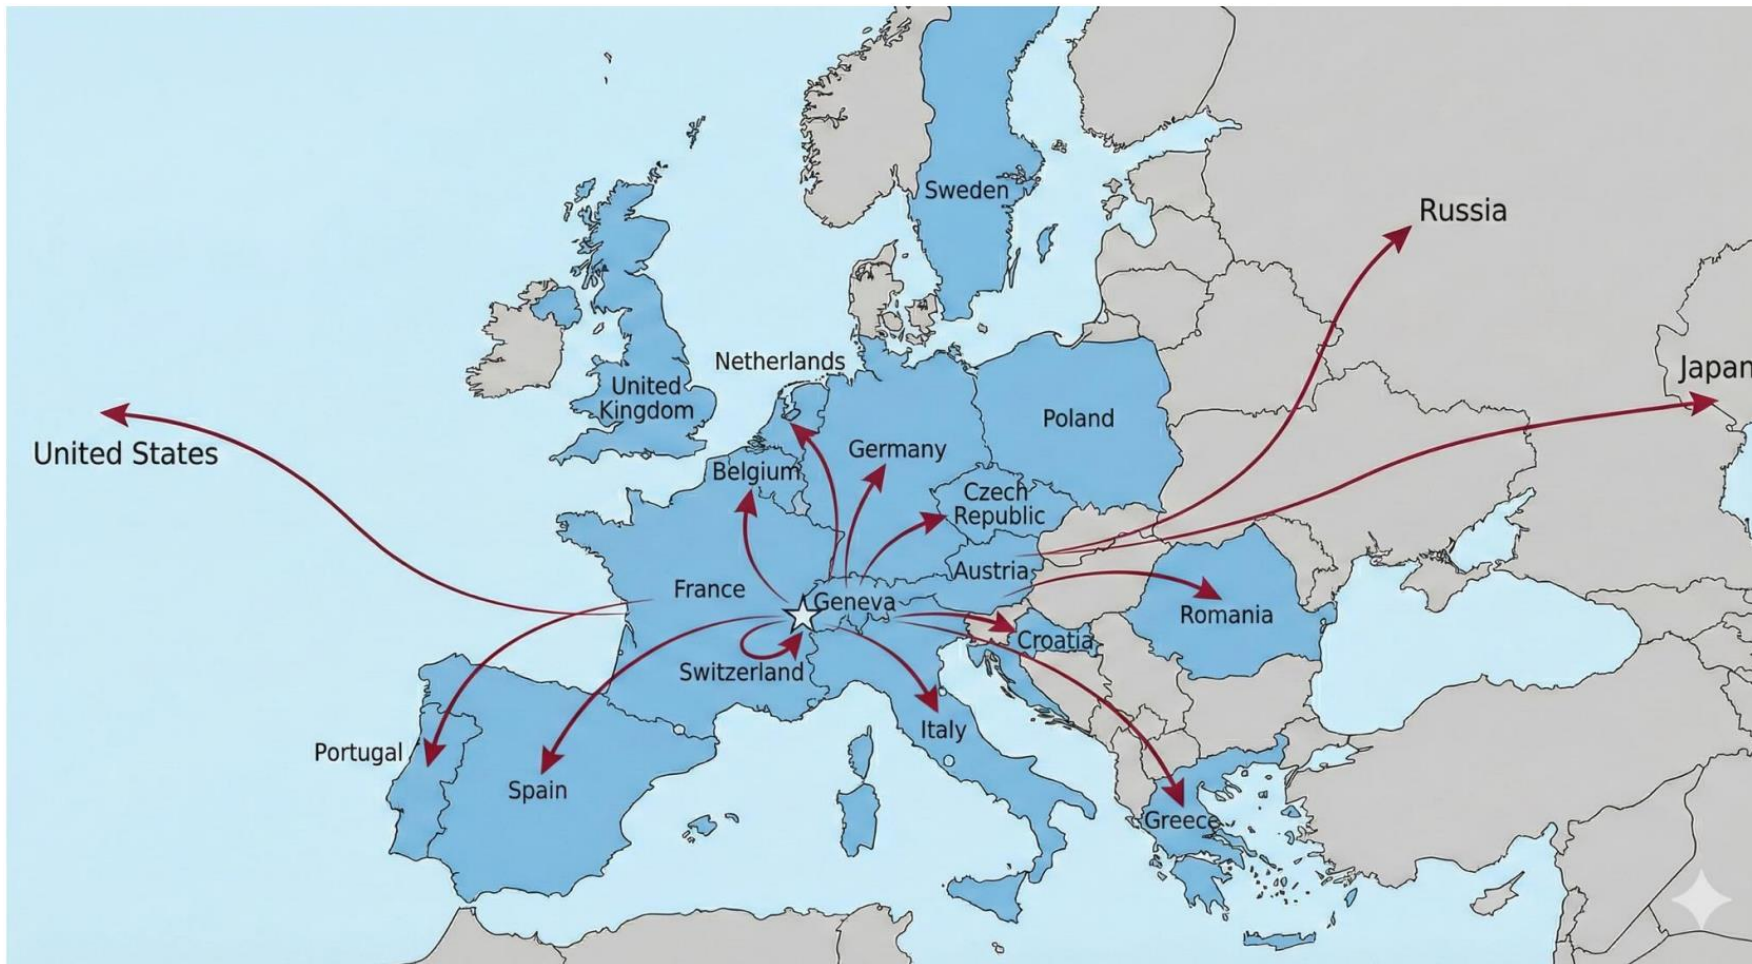 Sweden
Russia
Netherlands
Japan
United
Kingdom
Poland
Germany
United States
Belgium
Czech
Republic
Austria
France
Geneva
Romania
Croatia
Switzerland
Italy
Portugal
Spain
Greece